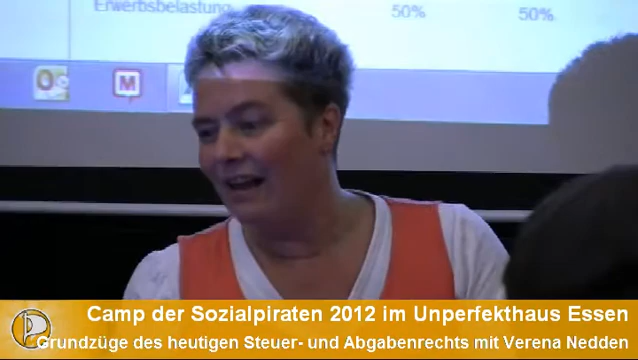 Erwerbsbelastung
50% 50%
Camp der Sozialpiraten 2012 im Unperfekthaus Essen
Grundzüge des heutigen Steuer- und Abgabenrechts mit Verena Nedden